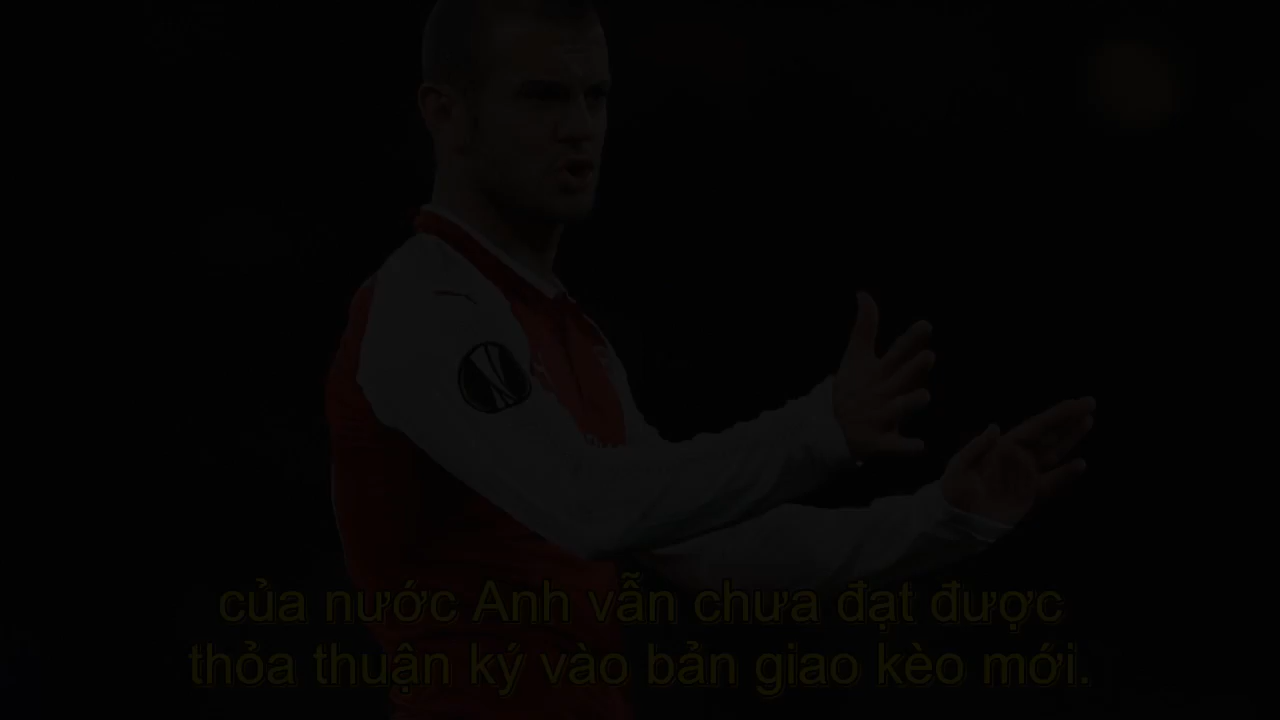 của nước Anh vẫn chưa đạt được
thỏa thuận ký vào bản giao kèo mới.